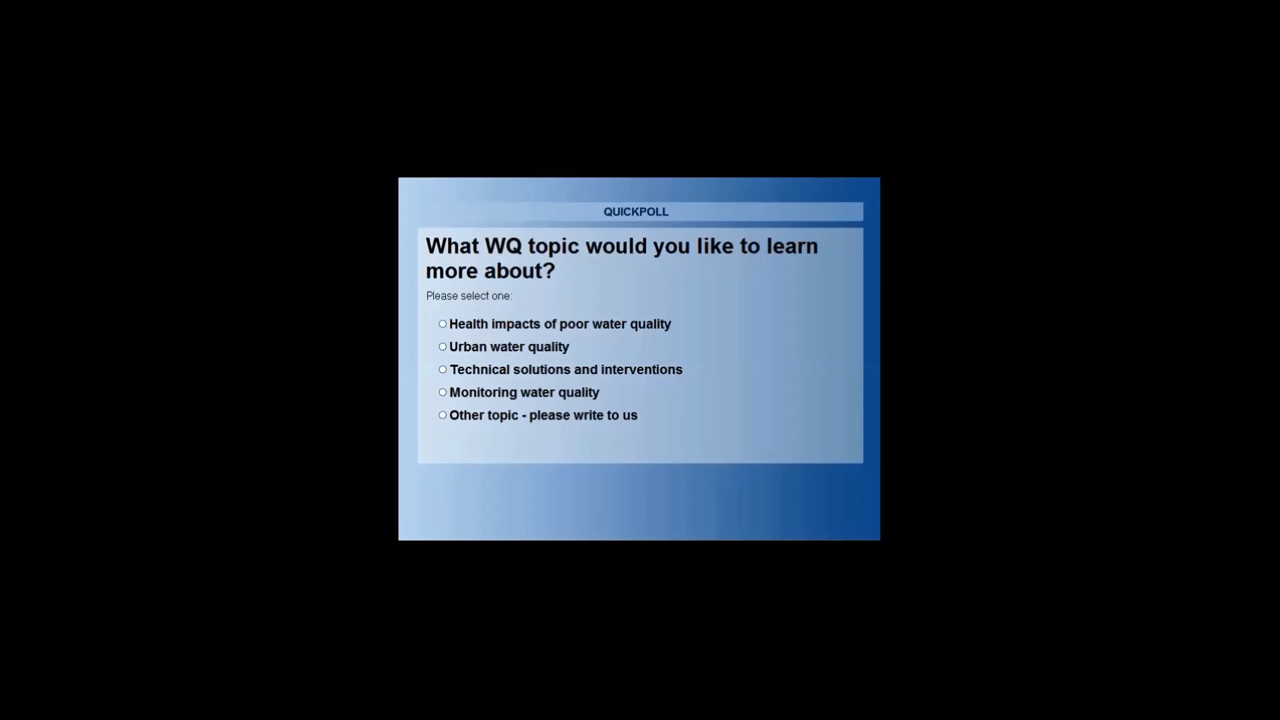 QUICKPOLL
What WQ topic would you like to learn
more about?
Please select one:
Health impacts of poor water quality
Urban water quality
Technical solutions and interventions
Monitoring water quality
Other topic - please write to us